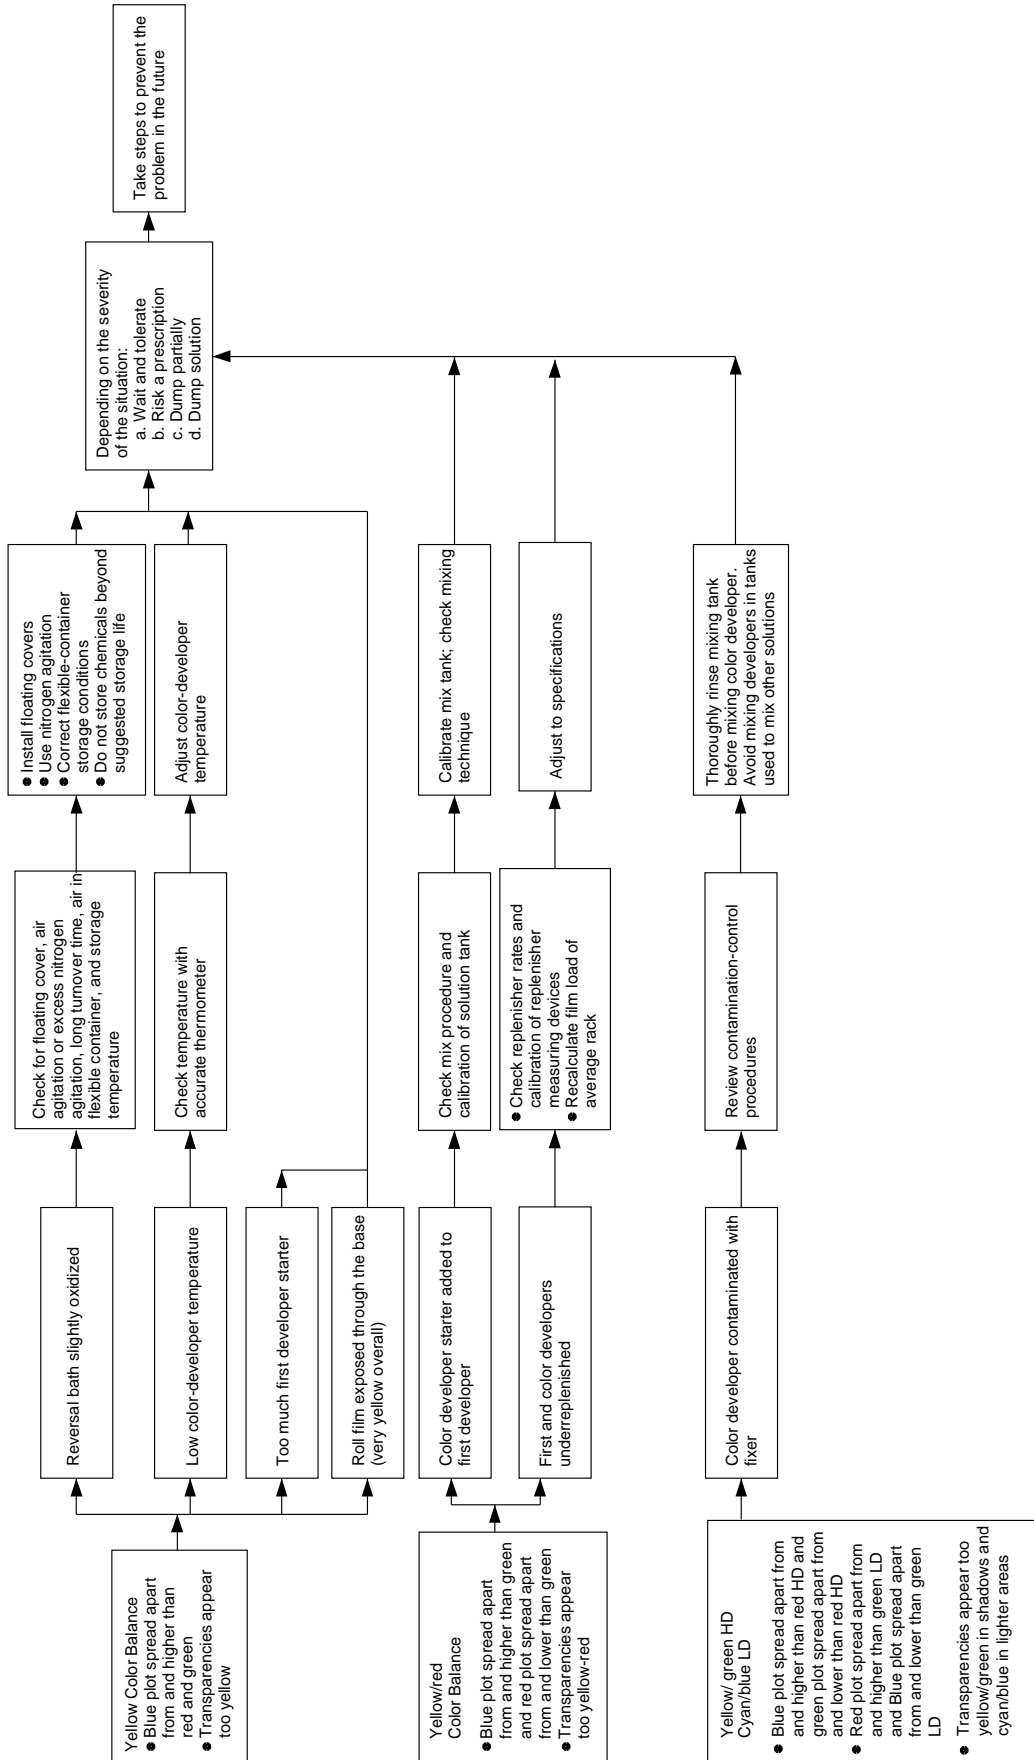 Yellow Color Balance
● Blue plot spread apart
from and higher than
red and green
● Transparencies appear
too yellow
Reversal bath slightly oxidized
Check for floating cover, air
agitation or excess nitrogen
agitation, long turnover time, air in
flexible container, and storage
temperature
● Install floating covers
● Use nitrogen agitation
● Correct flexible-container
storage conditions
● Do not store chemicals beyond
suggested storage life
Low color-developer temperature
Check temperature with
accurate thermometer
Adjust color-developer
temperature
Too much first developer starter
Roll film exposed through the base
(very yellow overall)
Depending on the severity
of the situation:
a. Wait and tolerate
b. Risk a prescription
c. Dump partially
d. Dump solution
Take steps to prevent the
problem in the future
Yellow/red
Color Balance
● Blue plot spread apart
from and higher than green
and red plot spread apart
from and lower than green
● Transparencies appear
too yellow-red
Color developer starter added to
first developer
Check mix procedure and
calibration of solution tank
Calibrate mix tank; check mixing
technique
First and color developers
underreplenished
● Check replenisher rates and
calibration of replenisher
measuring devices
● Recalculate film load of
average rack
Adjust to specifications
Yellow/ green HD
Cyan/blue LD
● Blue plot spread apart from
and higher than red HD and
green plot spread apart from
and lower than red HD
● Red plot spread apart from
and higher than green LD
and Blue plot spread apart
from and lower than green
LD
● Transparencies appear too
yellow/green in shadows and
cyan/blue in lighter areas
Color developer contaminated with
fixer
Review contamination-control
procedures
Thoroughly rinse mixing tank
before mixing color developer.
Avoid mixing developers in tanks
used to mix other solutions